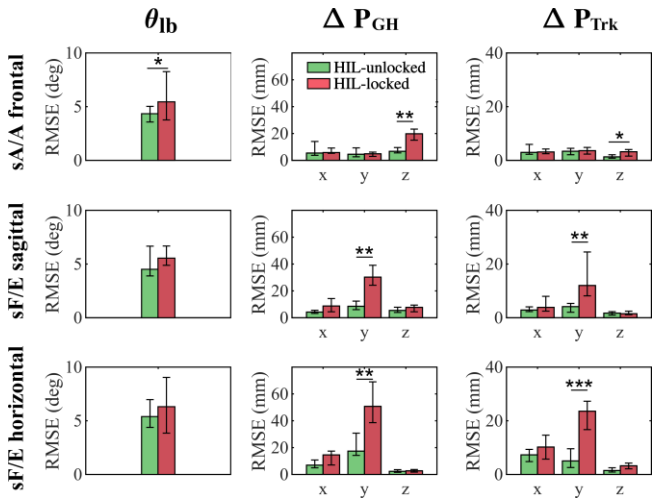 θlb
Δ PGH
Δ PTrk
sA/A frontal
RMSE (deg)
10
5
0
*
RMSE (mm)
60
40
20
0
HIL-unlocked
HIL-locked
**
x
y
z
RMSE (mm)
40
20
0
*
x
y
z
sF/E sagittal
RMSE (deg)
10
5
0
RMSE (mm)
60
40
20
0
**
x
y
z
RMSE (mm)
40
20
0
**
x
y
z
sF/E horizontal
RMSE (deg)
10
5
0
RMSE (mm)
60
40
20
0
**
x
y
z
RMSE (mm)
40
20
0
***
x
y
z